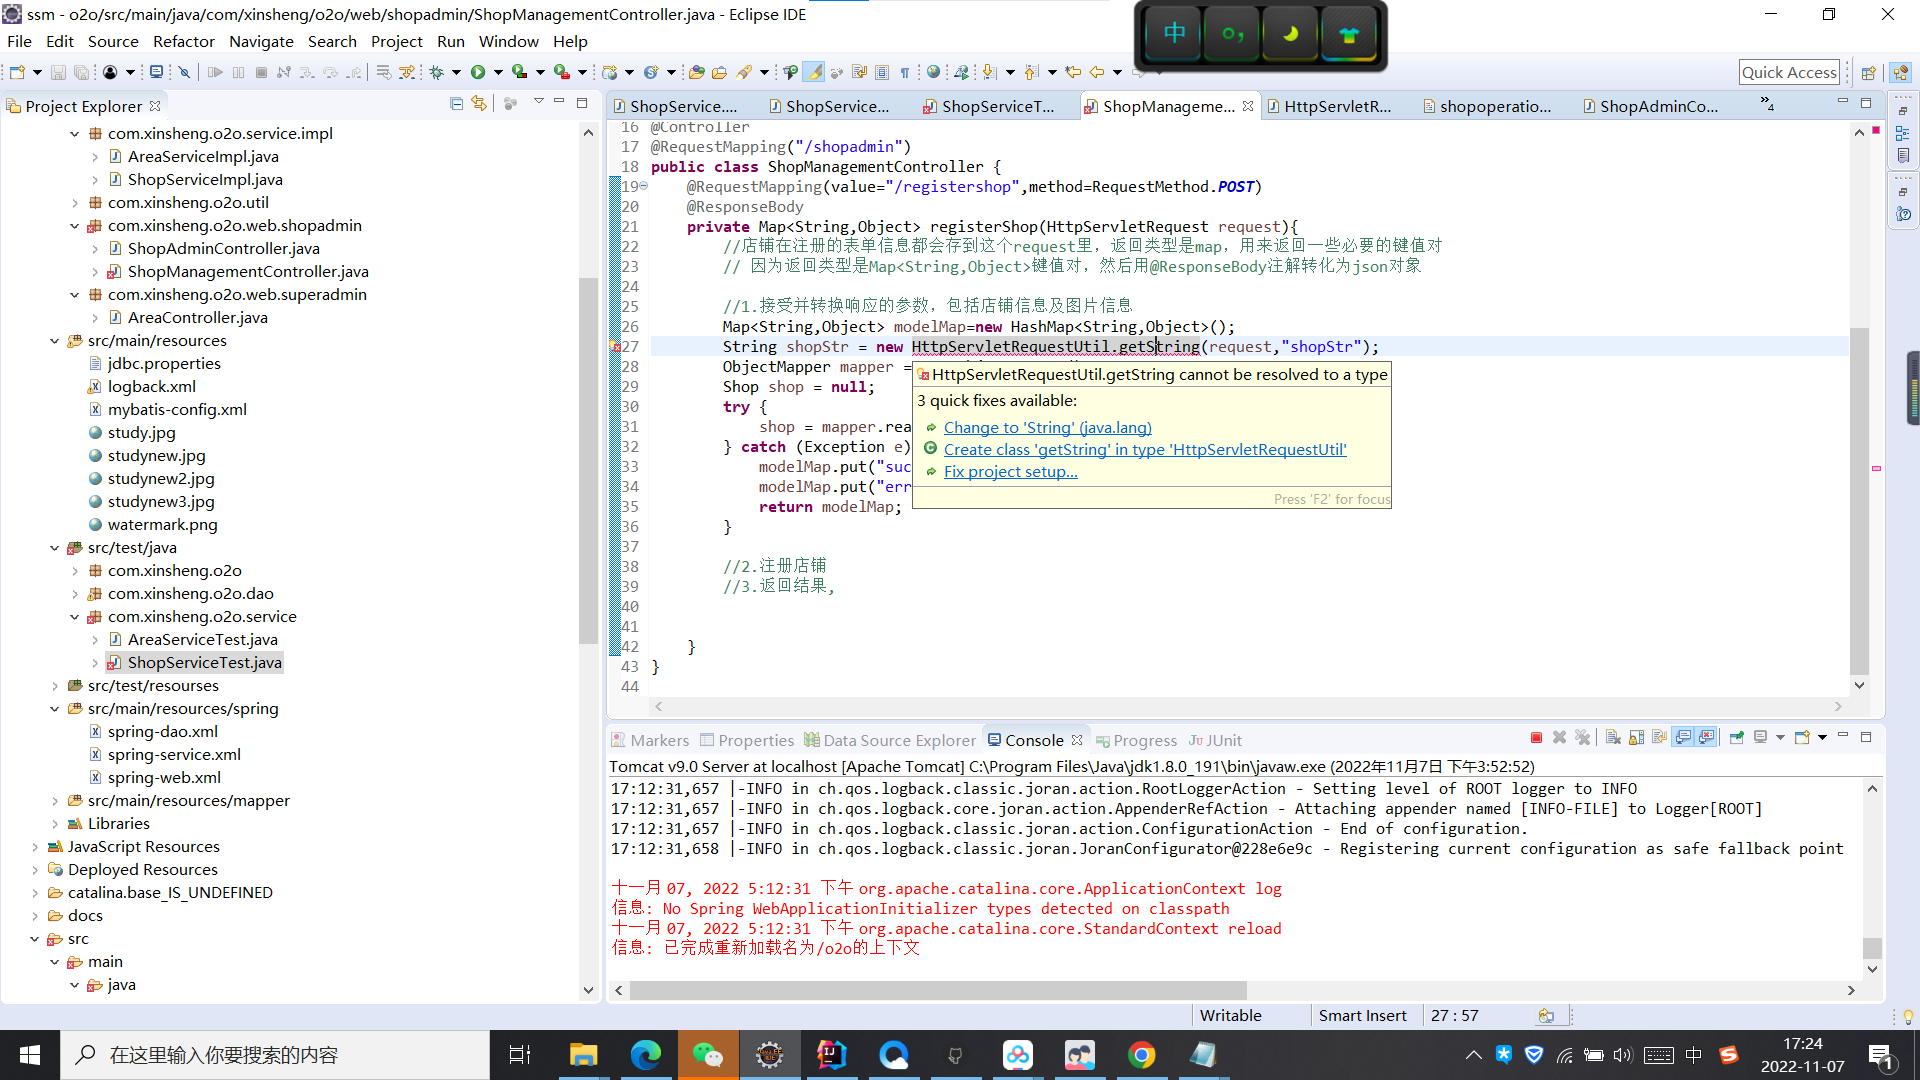 ssm - o2o/src/main/java/com/xinsheng/o2o/web/shopadmin/ShopManagementController.java - Eclipse IDE
中
File Edit Source Refactor Navigate Search Project Run Window Help
Quick Access
Project Explorer
ShopService....
ShopService...
ShopServiceT...
ShopManageme...
HttpServletR...
shopoperatio...
ShopAdminCo...
4
com.xinsheng.o2o.service.impl
AreaServiceImpl.java
ShopServiceImpl.java
com.xinsheng.o2o.util
com.xinsheng.o2o.web.shopadmin
ShopAdminController.java
ShopManagementController.java
com.xinsheng.o2o.web.superadmin
AreaController.java
src/main/resources
jdbc.properties
logback.xml
mybatis-config.xml
study.jpg
studynew.jpg
studynew2.jpg
studynew3.jpg
watermark.png
src/test/java
com.xinsheng.o2o
com.xinsheng.o2o.dao
com.xinsheng.o2o.service
AreaServiceTest.java
ShopServiceTest.java
src/test/resourses
src/main/resources/spring
spring-dao.xml
spring-service.xml
spring-web.xml
src/main/resources/mapper
Libraries
JavaScript Resources
Deployed Resources
catalina.base_IS_UNDEFINED
docs
src
main
java
16 @Controller
17 @RequestMapping("/shopadmin")
18 public class ShopManagementController {
19 @RequestMapping(value="/registershop",method=RequestMethod.POST)
20 @ResponseBody
21 private Map<String,Object> registerShop(HttpServletRequest request){
22 //店铺在注册的表单信息都会存到这个request里，返回类型是map，用来返回一些必要的键值对
23 // 因为返回类型是Map<String,Object>键值对，然后用@ResponseBody注解转化为json对象
24
25 //1.接受并转换响应的参数，包括店铺信息及图片信息
26 Map<String,Object> modelMap=new HashMap<String,Object>();
27 String shopStr = new HttpServletRequestUtil.getString(request,"shopStr");
28 ObjectMapper mapper =
29 Shop shop = null;
30 try {
31 shop = mapper.rea
32 } catch (Exception e)
33 modelMap.put("suc
34 modelMap.put("err
35 return modelMap;
36 }
37
38 //2.注册店铺
39 //3.返回结果,
40
41
42 }
43 }
44
HttpServletRequestUtil.getString cannot be resolved to a type
3 quick fixes available:
Change to 'String' (java.lang)
Create class 'getString' in type 'HttpServletRequestUtil'
Fix project setup...
Press 'F2' for focus
Markers Properties Data Source Explorer Console Progress JUnit
Tomcat v9.0 Server at localhost [Apache Tomcat] C:\Program Files\Java\jdk1.8.0_191\bin\javaw.exe (2022年11月7日 下午3:52:52)
17:12:31,657 |-INFO in ch.qos.logback.classic.joran.action.RootLoggerAction - Setting level of ROOT logger to INFO
17:12:31,657 |-INFO in ch.qos.logback.core.joran.action.AppenderRefAction - Attaching appender named [INFO-FILE] to Logger[ROOT]
17:12:31,657 |-INFO in ch.qos.logback.classic.joran.action.ConfigurationAction - End of configuration.
17:12:31,658 |-INFO in ch.qos.logback.classic.joran.JoranConfigurator@228e6e9c - Registering current configuration as safe fallback point
十一月 07, 2022 5:12:31 下午 org.apache.catalina.core.ApplicationContext log
信息: No Spring WebApplicationInitializer types detected on classpath
十一月 07, 2022 5:12:31 下午 org.apache.catalina.core.StandardContext reload
信息: 已完成重新加载名为/o2o的上下文
Writable Smart Insert 27 : 57
在这里输入你要搜索的内容
中
17:24
2022-11-07
1